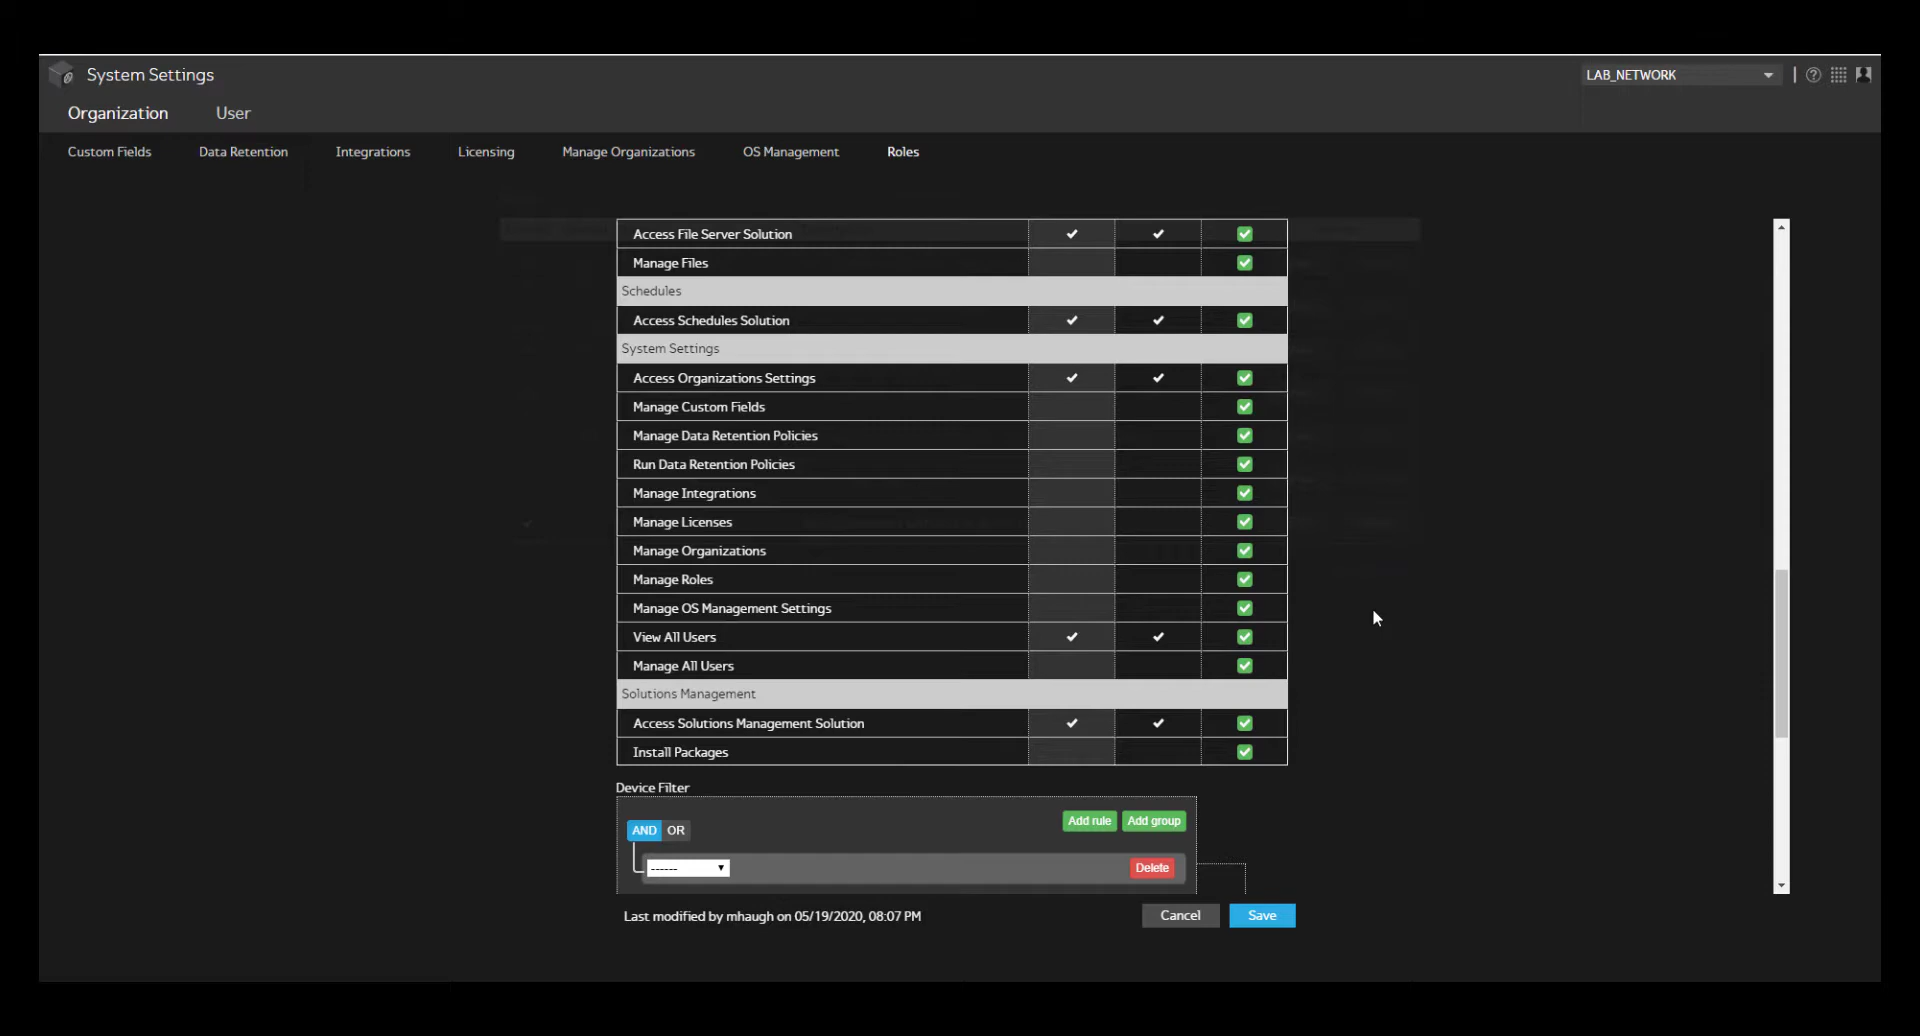 System Settings
LAB_NETWORK
Organization User
Custom Fields Data Retention Integrations Licensing Manage Organizations OS Management Roles
Access File Server Solution
Manage Files
Schedules
Access Schedules Solution
System Settings
Access Organizations Settings
Manage Custom Fields
Manage Data Retention Policies
Run Data Retention Policies
Manage Integrations
Manage Licenses
Manage Organizations
Manage Roles
Manage OS Management Settings
View All Users
Manage All Users
Solutions Management
Access Solutions Management Solution
Install Packages
Device Filter
Add rule Add group
AND OR
------ Delete
Last modified by mhaugh on 05/19/2020, 08:07 PM
Cancel Save